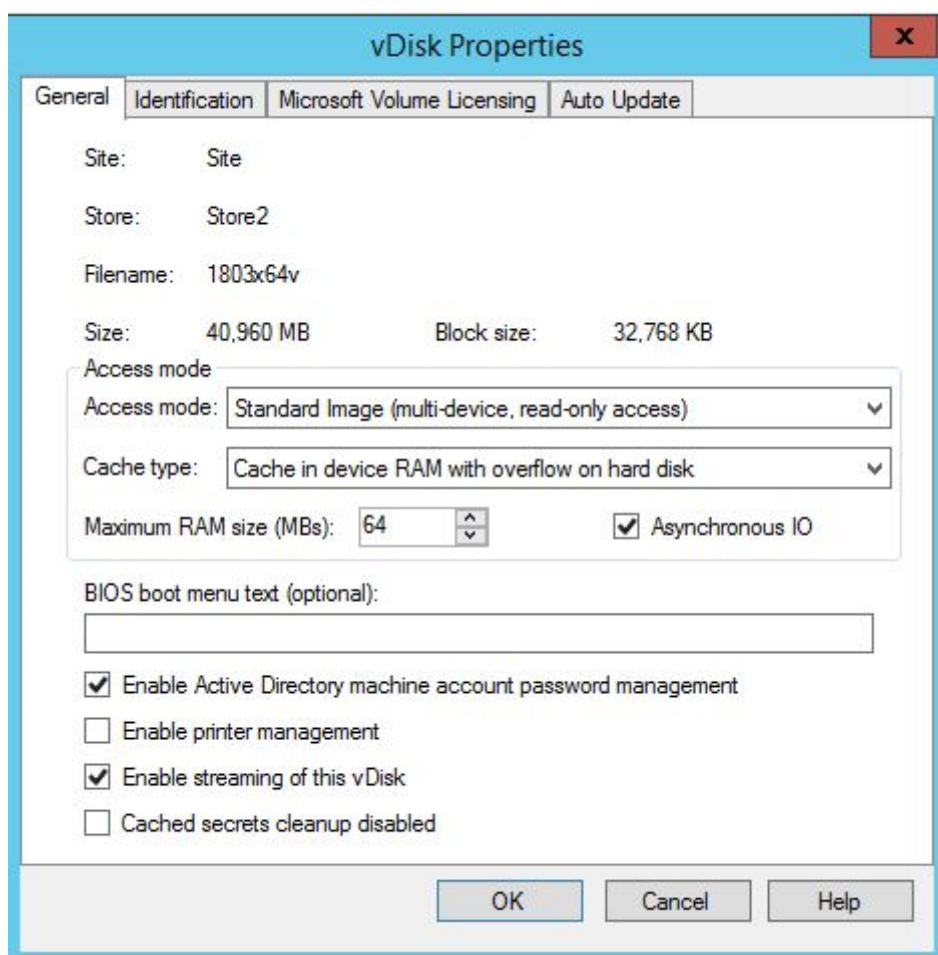 vDisk Properties
x
General Identification Microsoft Volume Licensing Auto Update
Site: Site
Store: Store2
Filename: 1803x64v
Size: 40,960 MB Block size: 32,768 KB
Access mode
Access mode: Standard Image (multi-device, read-only access)
Cache type: Cache in device RAM with overflow on hard disk
Maximum RAM size (MBs): 64 Asynchronous IO
BIOS boot menu text (optional):
Enable Active Directory machine account password management
Enable printer management
Enable streaming of this vDisk
Cached secrets cleanup disabled
OK Cancel Help